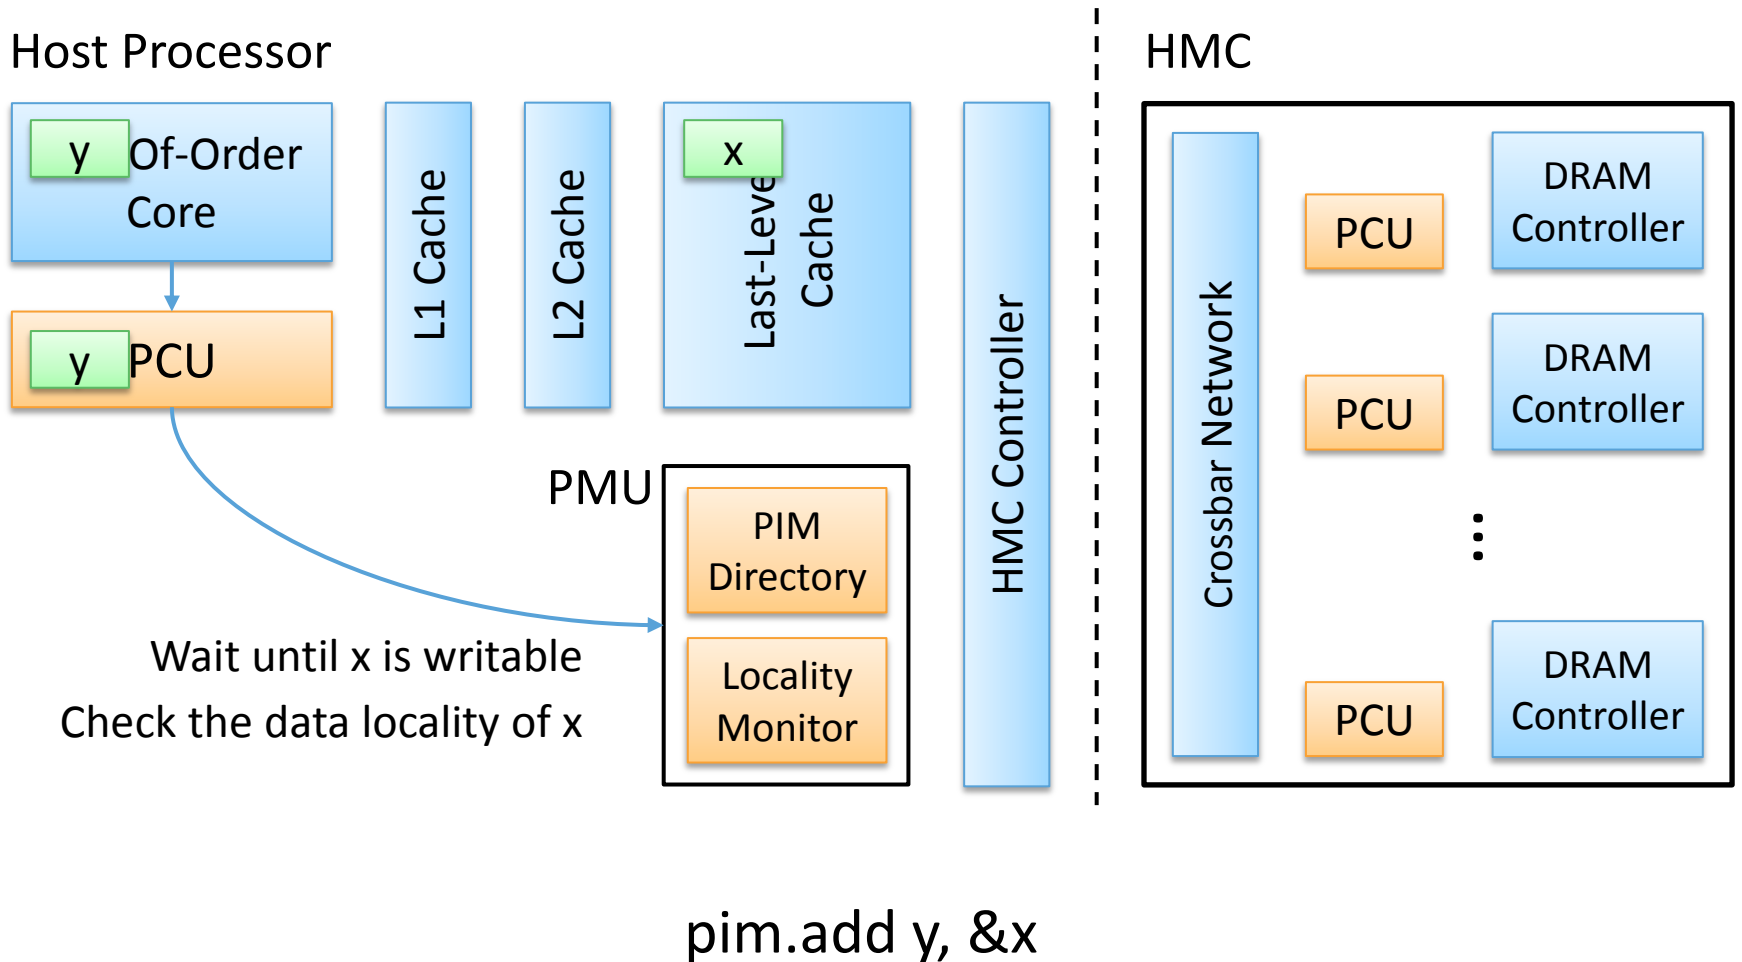 Host Processor
y Of-Order
Core
y PCU
L1 Cache
L2 Cache
x
Last-Leve
Cache
HMC Controller
PMU
PIM
Directory
Locality
Monitor
Wait until x is writable
Check the data locality of x
HMC
Crossbar Network
PCU
DRAM
Controller
PCU
DRAM
Controller
...
PCU
DRAM
Controller
pim.add y, &x